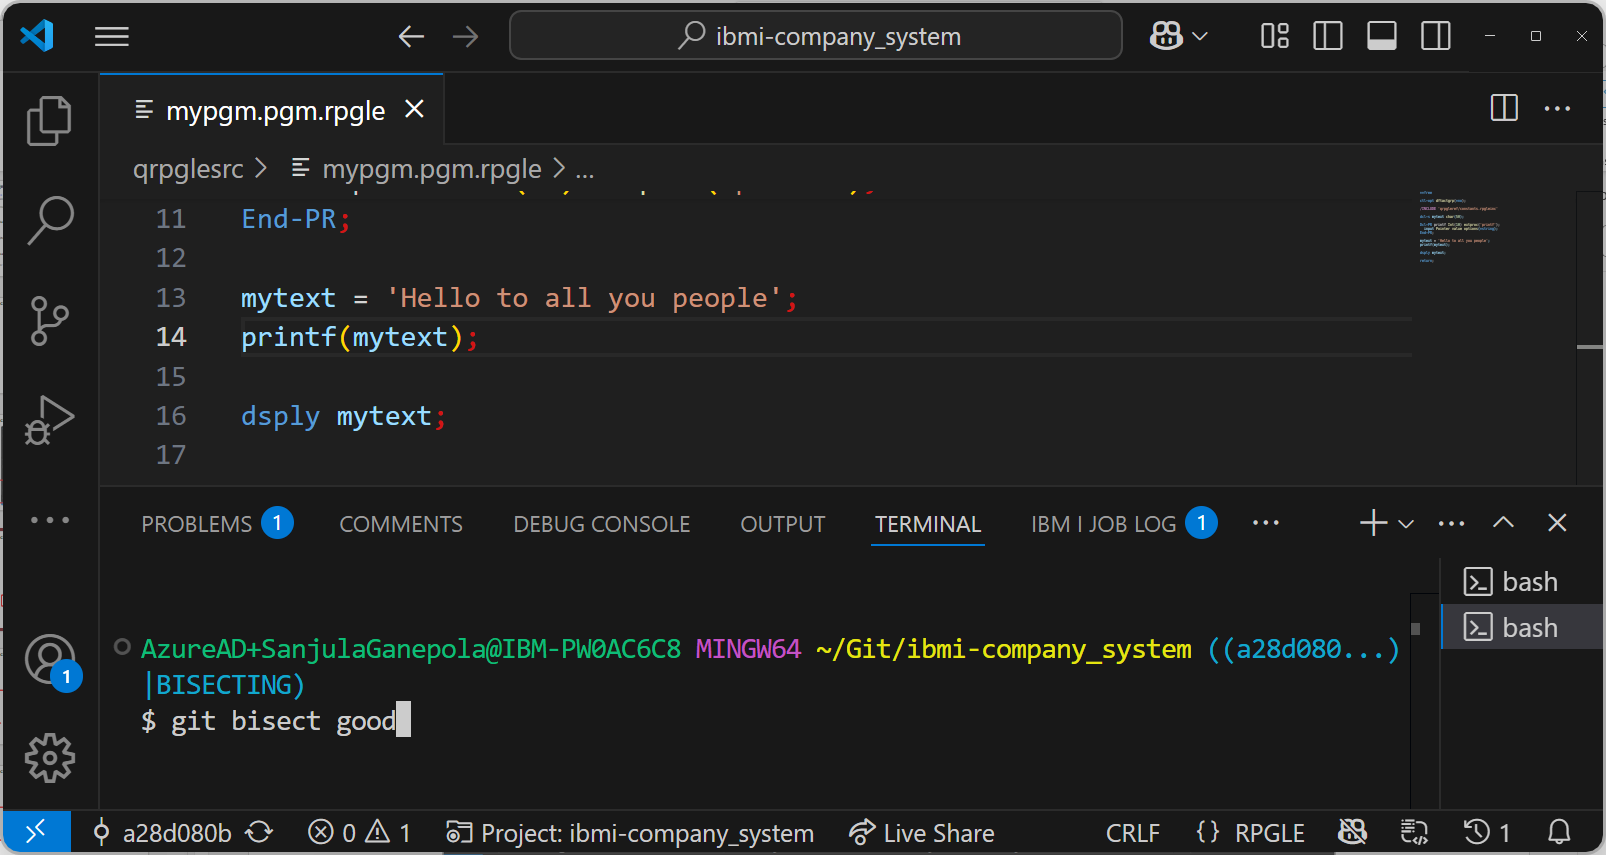 ibmi-company_system
mypgm.pgm.rpgle
qrpglesrc > mypgm.pgm.rpgle > ...
11 End-PR;
12
13 mytext = 'Hello to all you people';
14 printf(mytext);
15
16 dsply mytext;
17
PROBLEMS 1 COMMENTS DEBUG CONSOLE OUTPUT TERMINAL IBM I JOB LOG 1
bash
bash
AzureAD+SanjulaGanepola@IBM-PW0AC6C8 MINGW64 ~/Git/ibmi-company_system ((a28d080...)
|BISECTING)
$ git bisect good
1
a28d080b 0 1 Project: ibmi-company_system Live Share CRLF {} RPGLE 1